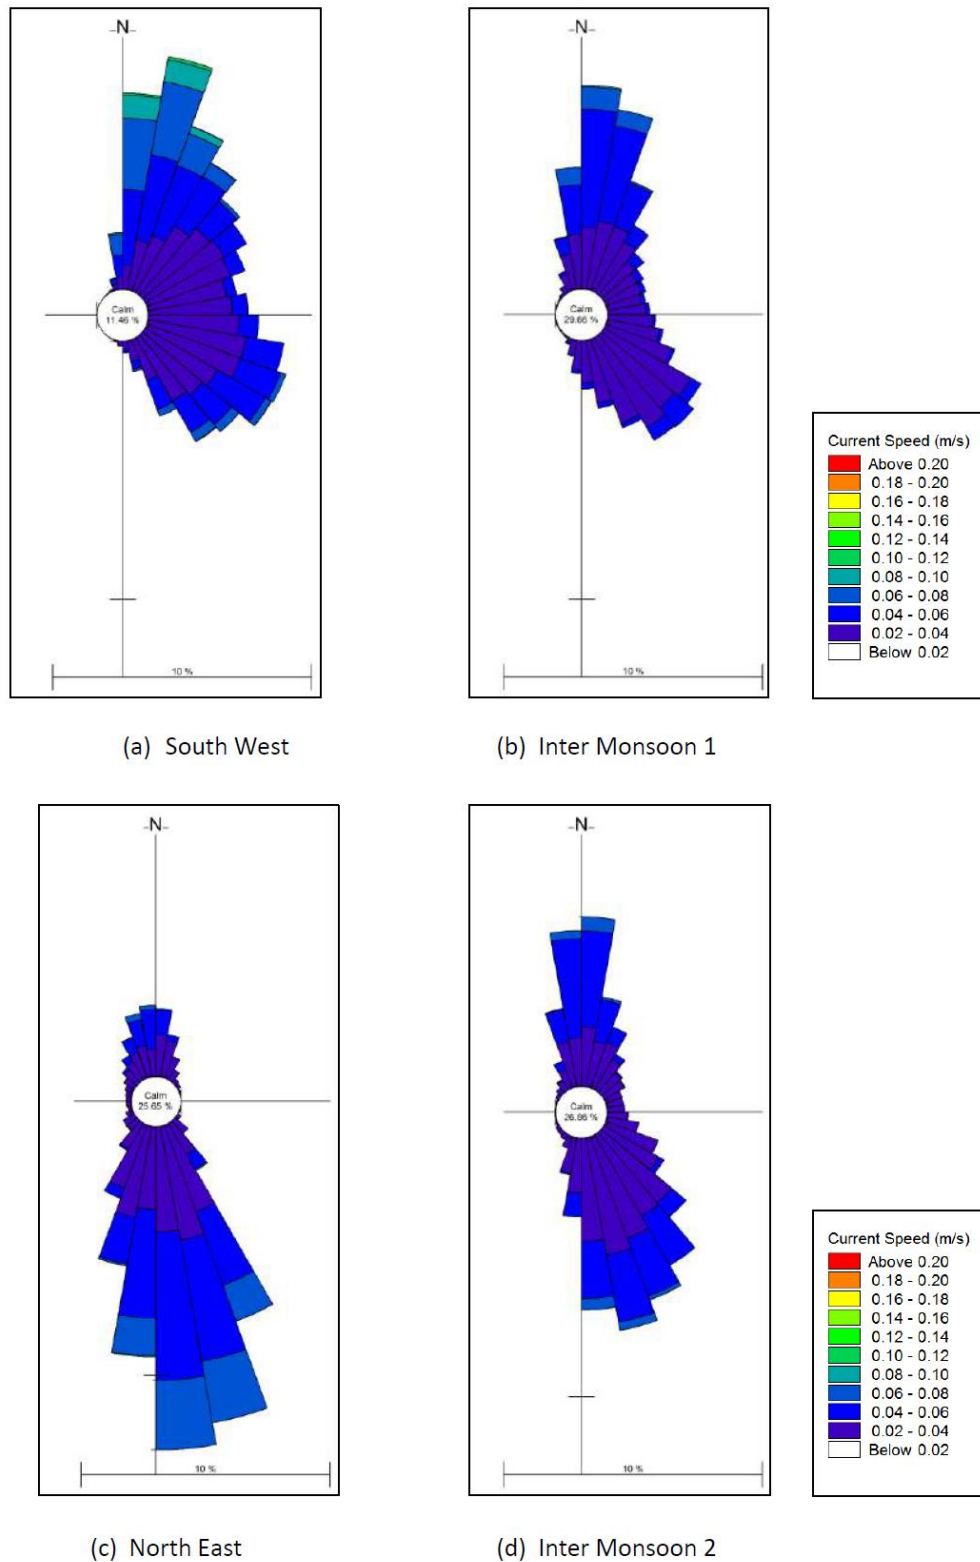 N
N
Calm
11.46 %
Calm
29.66 %
Current Speed (m/s)
Above 0.20
0.18 - 0.20
0.16 - 0.18
0.14 - 0.16
0.12 - 0.14
0.10 - 0.12
0.08 - 0.10
0.06 - 0.08
0.04 - 0.06
0.02 - 0.04
Below 0.02
10 %
10 %
(a) South West
(b) Inter Monsoon 1
N
N
Calm
25.65 %
Calm
26.86 %
Current Speed (m/s)
Above 0.20
0.18 - 0.20
0.16 - 0.18
0.14 - 0.16
0.12 - 0.14
0.10 - 0.12
0.08 - 0.10
0.06 - 0.08
0.04 - 0.06
0.02 - 0.04
Below 0.02
10 %
10 %
(c) North East
(d) Inter Monsoon 2